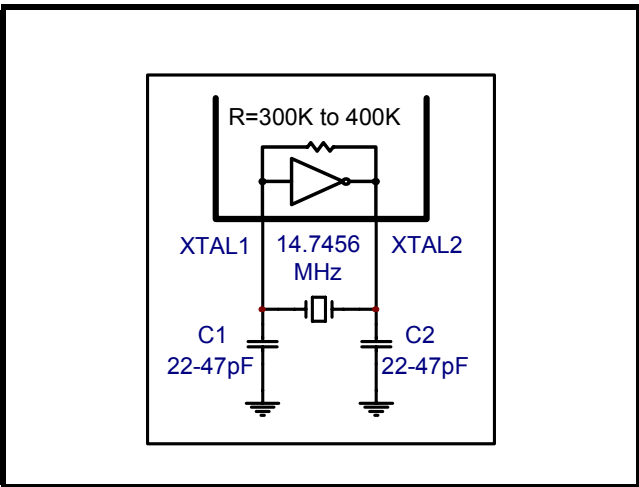 R=300K to 400K
XTAL1
14.7456
MHz
XTAL2
C1
22-47pF
C2
22-47pF